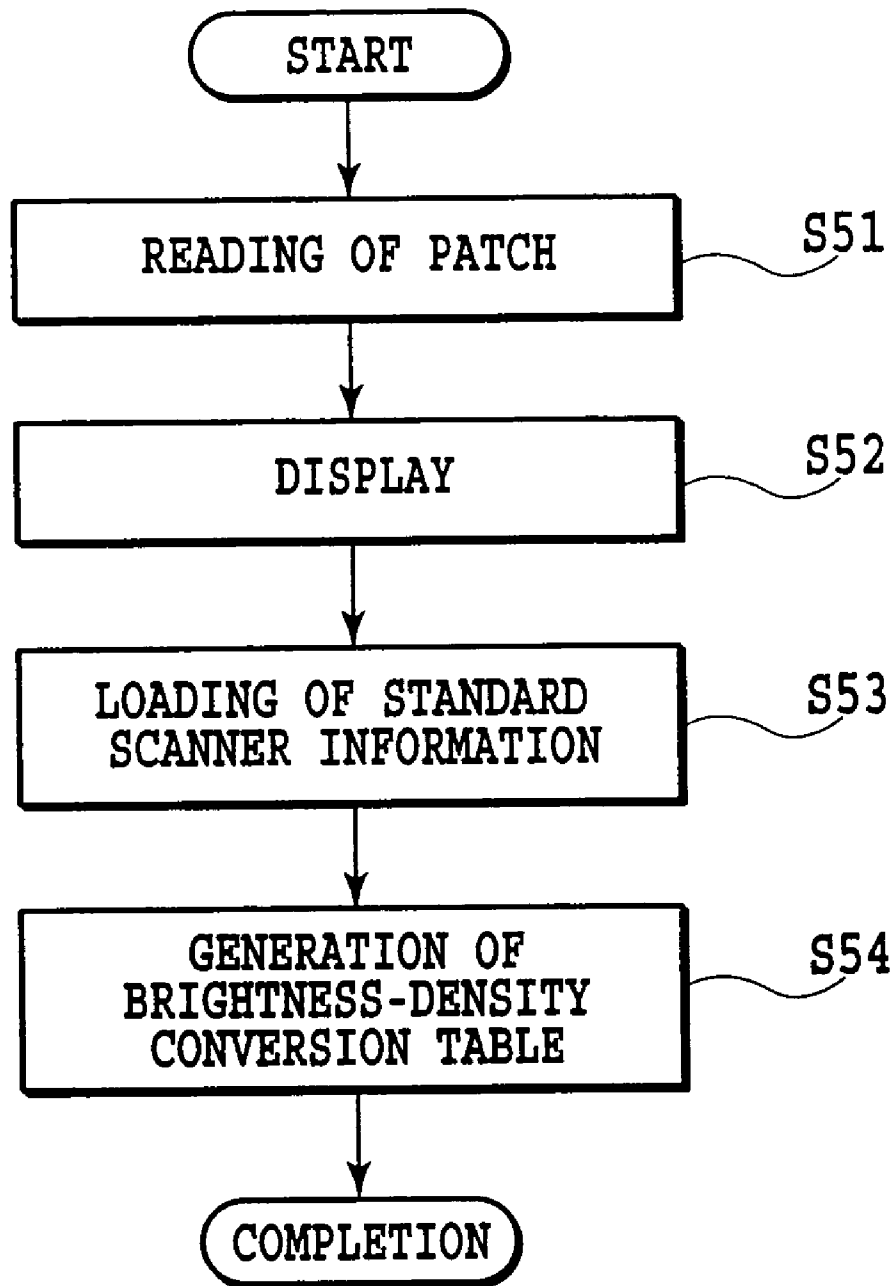 START
READING OF PATCH
S51
DISPLAY
S52
LOADING OF STANDARD
SCANNER INFORMATION
S53
GENERATION OF
BRIGHTNESS-DENSITY
CONVERSION TABLE
S54
COMPLETION